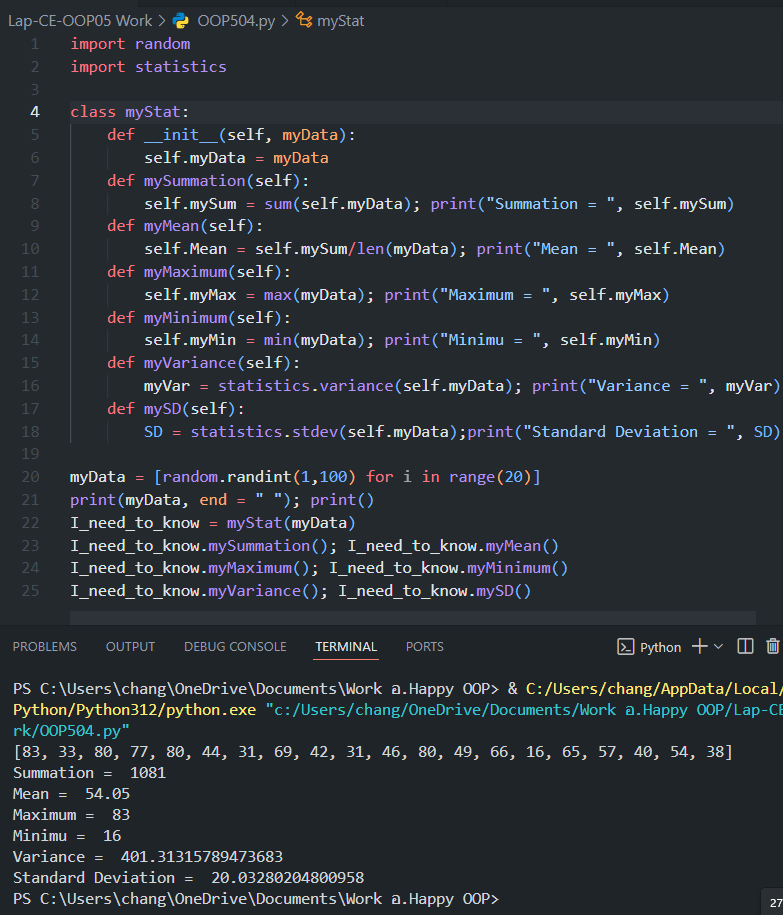 Lap-CE-OOP05 Work > OOP504.py > myStat
1 import random
2 import statistics
3
4 class myStat:
5     def __init__(self, myData):
6         self.myData = myData
7     def mySummation(self):
8         self.mySum = sum(self.myData); print("Summation = ", self.mySum)
9     def myMean(self):
10         self.Mean = self.mySum/len(myData); print("Mean = ", self.Mean)
11     def myMaximum(self):
12         self.myMax = max(myData); print("Maximum = ", self.myMax)
13     def myMinimum(self):
14         self.myMin = min(myData); print("Minimu = ", self.myMin)
15     def myVariance(self):
16         myVar = statistics.variance(self.myData); print("Variance = ", myVar)
17     def mySD(self):
18         SD = statistics.stdev(self.myData);print("Standard Deviation = ", SD)
19
20 myData = [random.randint(1,100) for i in range(20)]
21 print(myData, end = " "); print()
22 I_need_to_know = myStat(myData)
23 I_need_to_know.mySummation(); I_need_to_know.myMean()
24 I_need_to_know.myMaximum(); I_need_to_know.myMinimum()
25 I_need_to_know.myVariance(); I_need_to_know.mySD()
PROBLEMS OUTPUT DEBUG CONSOLE TERMINAL PORTS Python
PS C:\Users\chang\OneDrive\Documents\Work อ.Happy OOP> & C:/Users/chang/AppData/Local/
Python/Python312/python.exe "c:/Users/chang/OneDrive/Documents/Work อ.Happy OOP/Lap-CE
rk/OOP504.py"
[83, 33, 80, 77, 80, 44, 31, 69, 42, 31, 46, 80, 49, 66, 16, 65, 57, 40, 54, 38]
Summation =  1081
Mean =  54.05
Maximum =  83
Minimu =  16
Variance =  401.31315789473683
Standard Deviation =  20.03280204800958
PS C:\Users\chang\OneDrive\Documents\Work อ.Happy OOP>
27